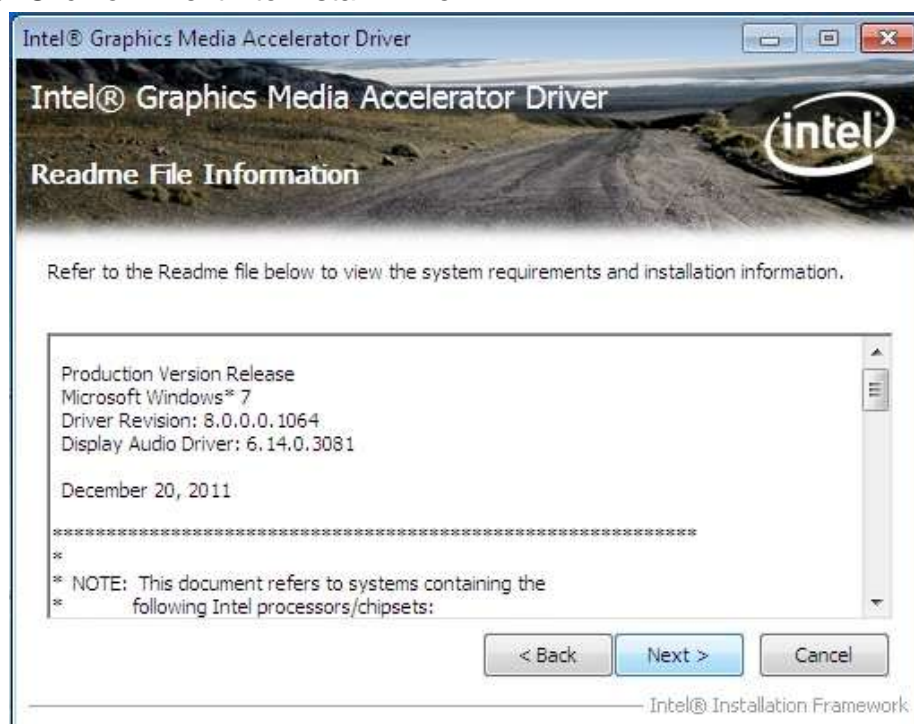 Intel® Graphics Media Accelerator Driver
Intel® Graphics Media Accelerator Driver
intel
Readme File Information
Refer to the Readme file below to view the system requirements and installation information.
Production Version Release
Microsoft Windows* 7
Driver Revision: 8.0.0.0.1064
Display Audio Driver: 6.14.0.3081
December 20, 2011
************************************************************
*
* NOTE: This document refers to systems containing the
* following Intel processors/chipsets:
< Back Next > Cancel
Intel® Installation Framework